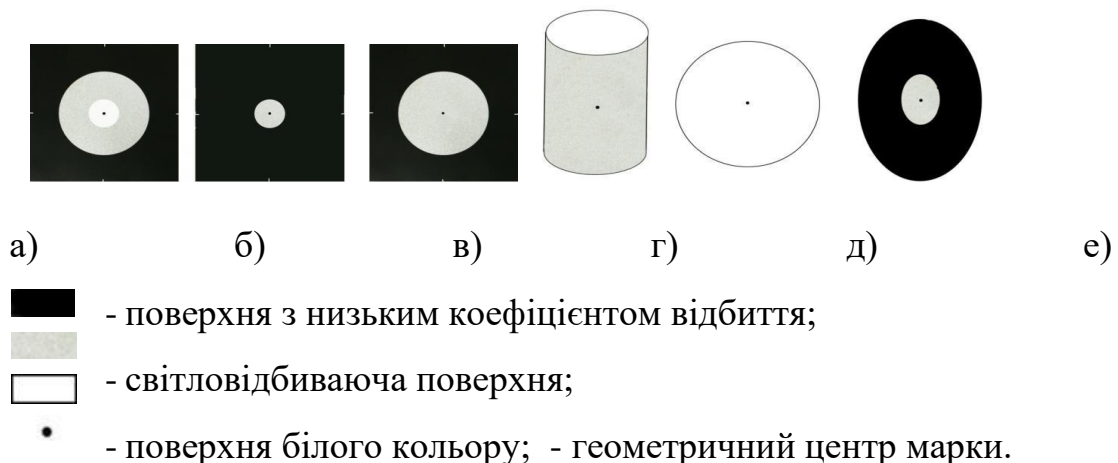 а) б) в) г) д) е)
- поверхня з низьким коефіцієнтом відбиття;
- світловідбиваюча поверхня;
- поверхня білого кольору; - геометричний центр марки.